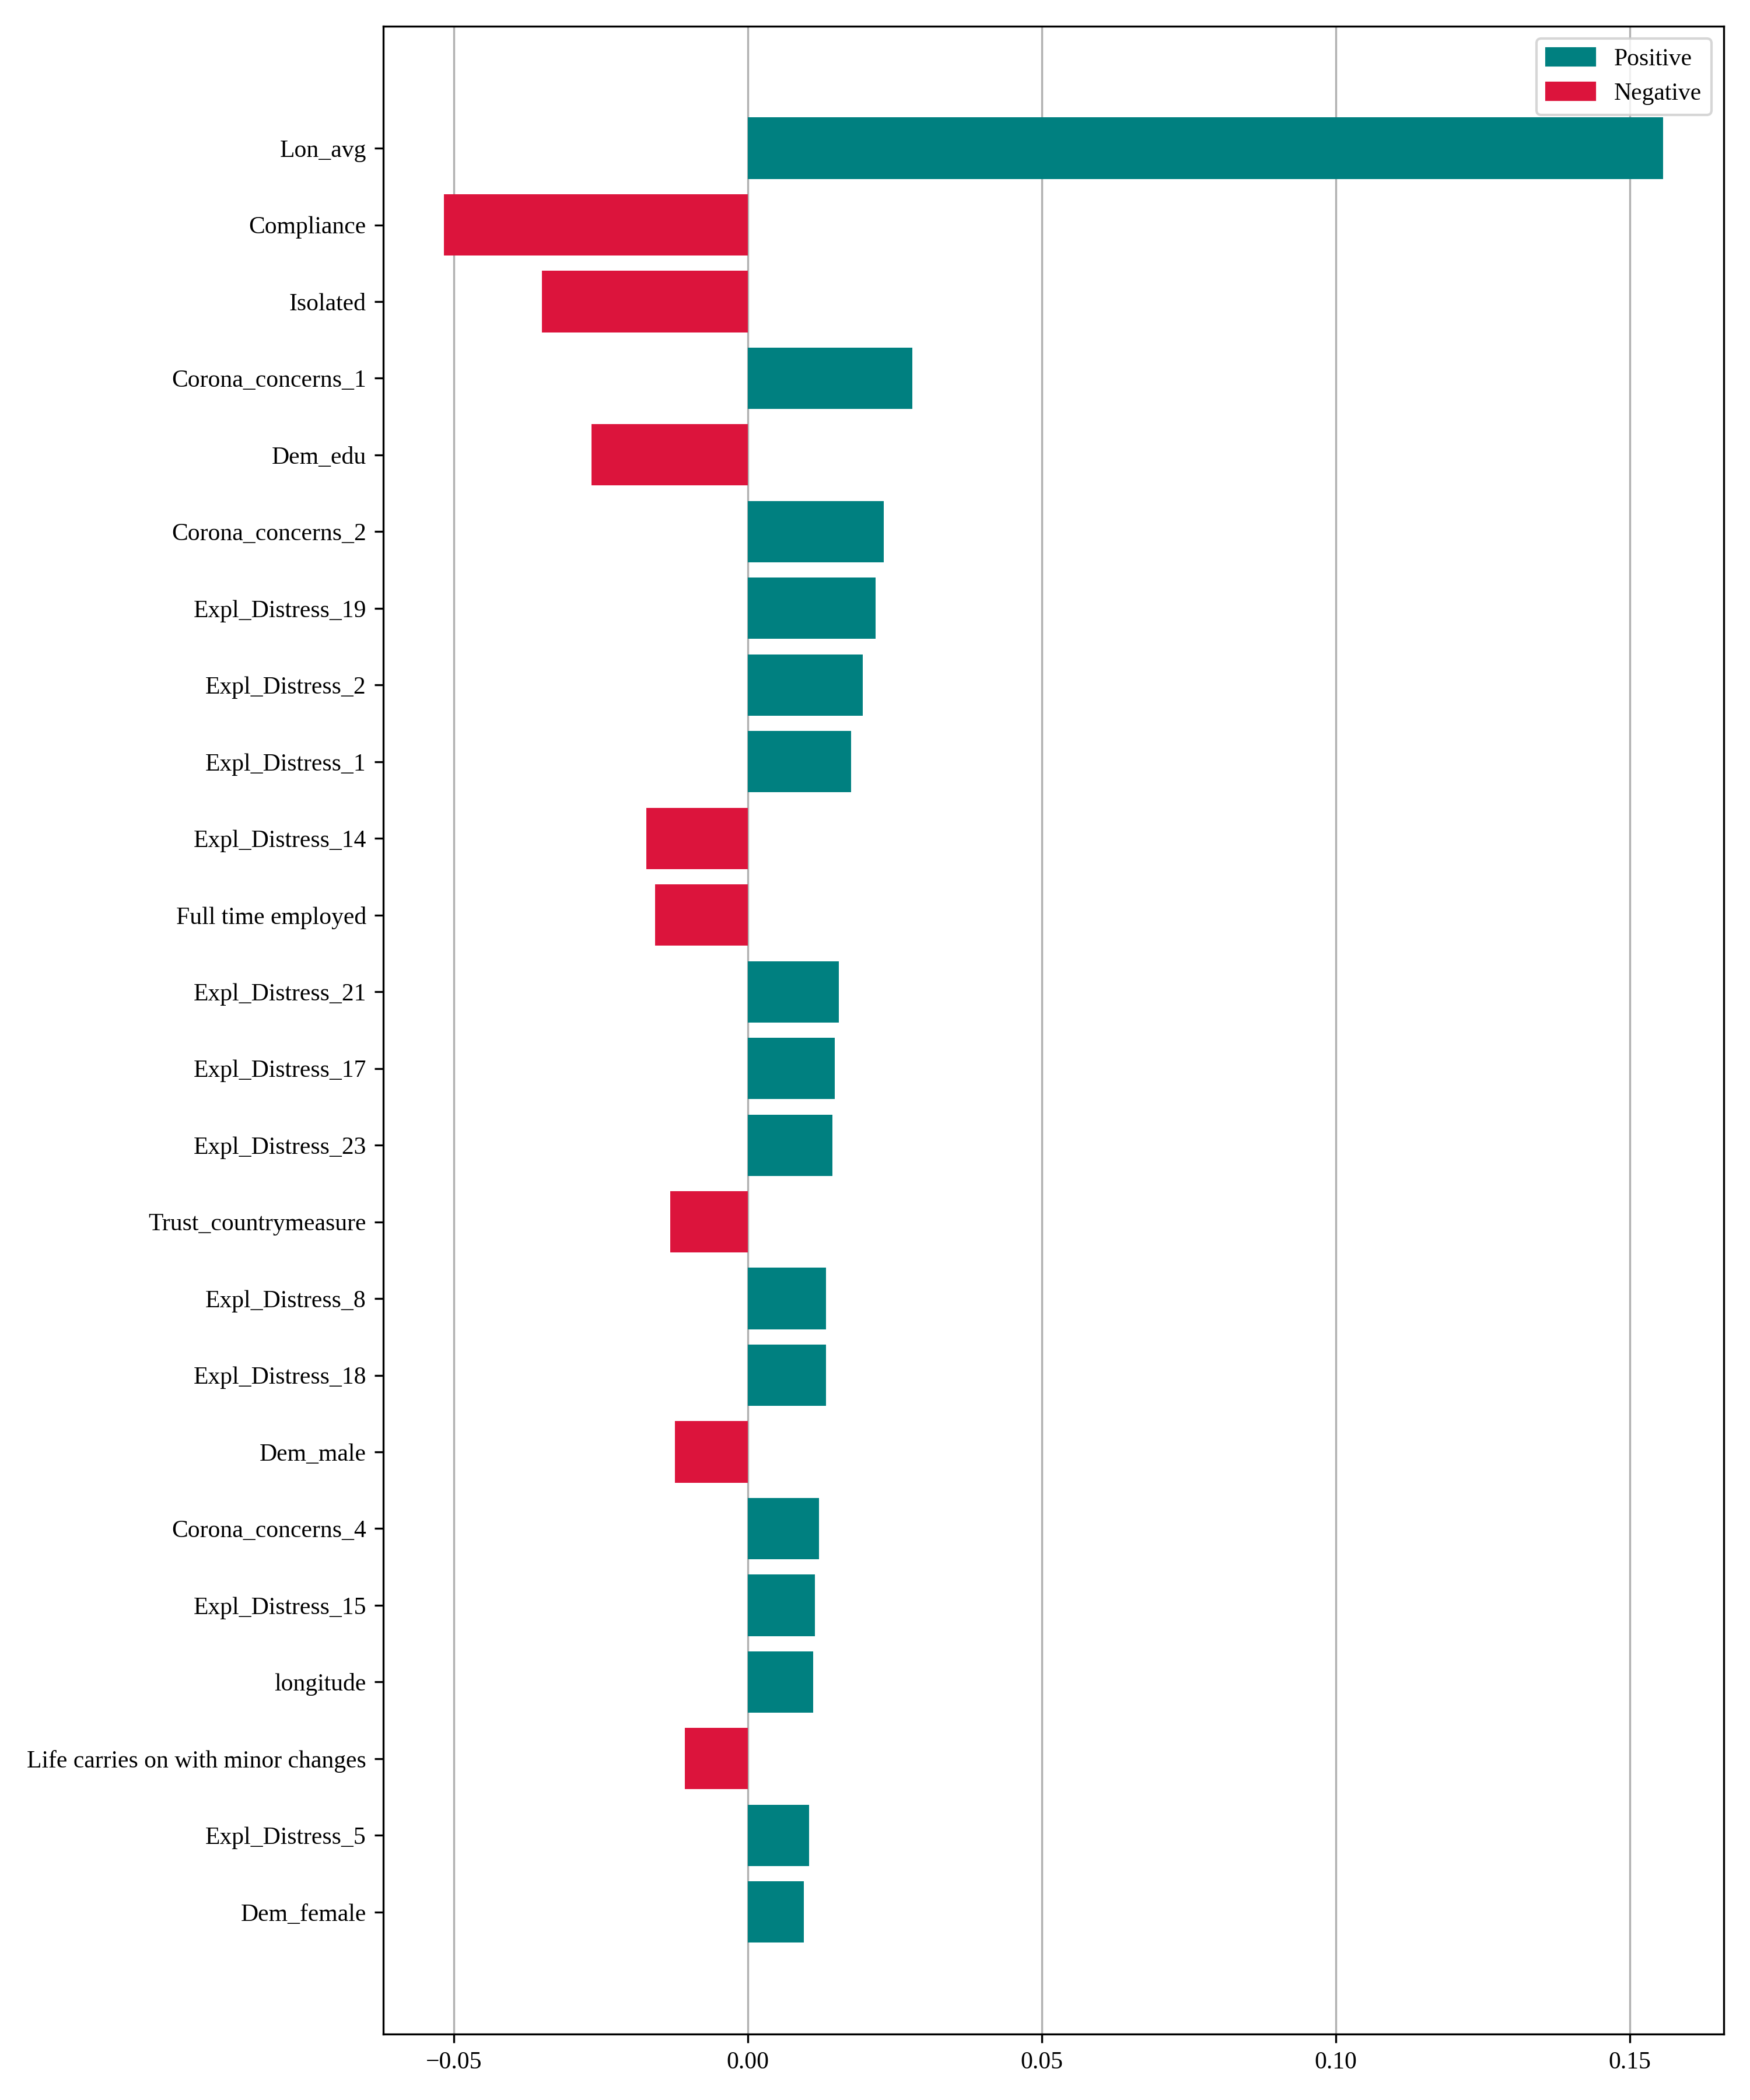 Positive
Negative
Lon_avg
Compliance
Isolated
Corona_concerns_1
Dem_edu
Corona_concerns_2
Expl_Distress_19
Expl_Distress_2
Expl_Distress_1
Expl_Distress_14
Full time employed
Expl_Distress_21
Expl_Distress_17
Expl_Distress_23
Trust_countrymeasure
Expl_Distress_8
Expl_Distress_18
Dem_male
Corona_concerns_4
Expl_Distress_15
longitude
Life carries on with minor changes
Expl_Distress_5
Dem_female
−0.05 0.00 0.05 0.10 0.15